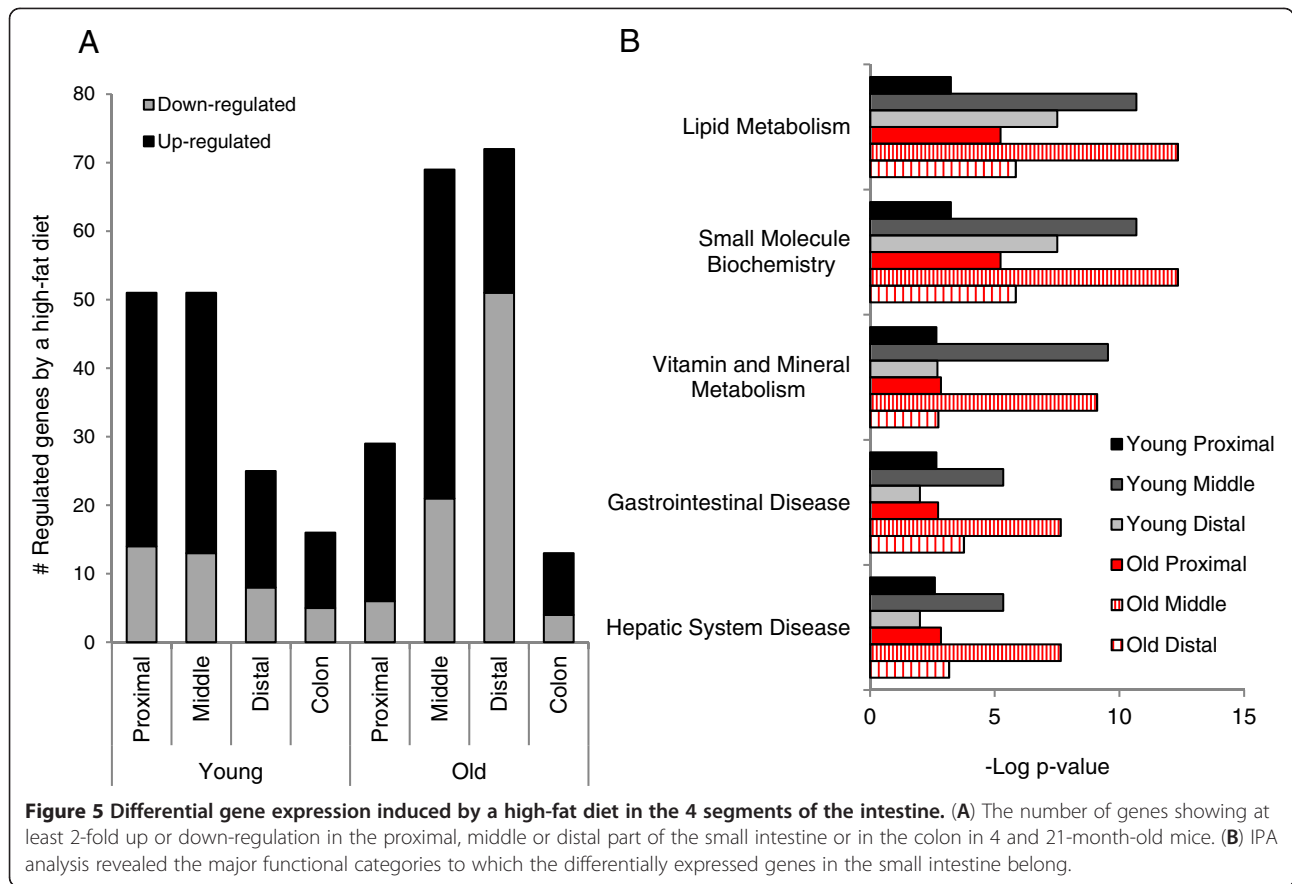 A
80
70
60
50
40
30
20
10
0
# Regulated genes by a high-fat diet
Down-regulated
Up-regulated
Proximal
Middle
Distal
Colon
Proximal
Middle
Distal
Colon
Young
Old
B
Lipid Metabolism
Small Molecule
Biochemistry
Vitamin and Mineral
Metabolism
Gastrointestinal Disease
Hepatic System Disease
Young Proximal
Young Middle
Young Distal
Old Proximal
Old Middle
Old Distal
0
5
10
15
-Log p-value
Figure 5 Differential gene expression induced by a high-fat diet in the 4 segments of the intestine. (A) The number of genes showing at
least 2-fold up or down-regulation in the proximal, middle or distal part of the small intestine or in the colon in 4 and 21-month-old mice. (B) IPA
analysis revealed the major functional categories to which the differentially expressed genes in the small intestine belong.